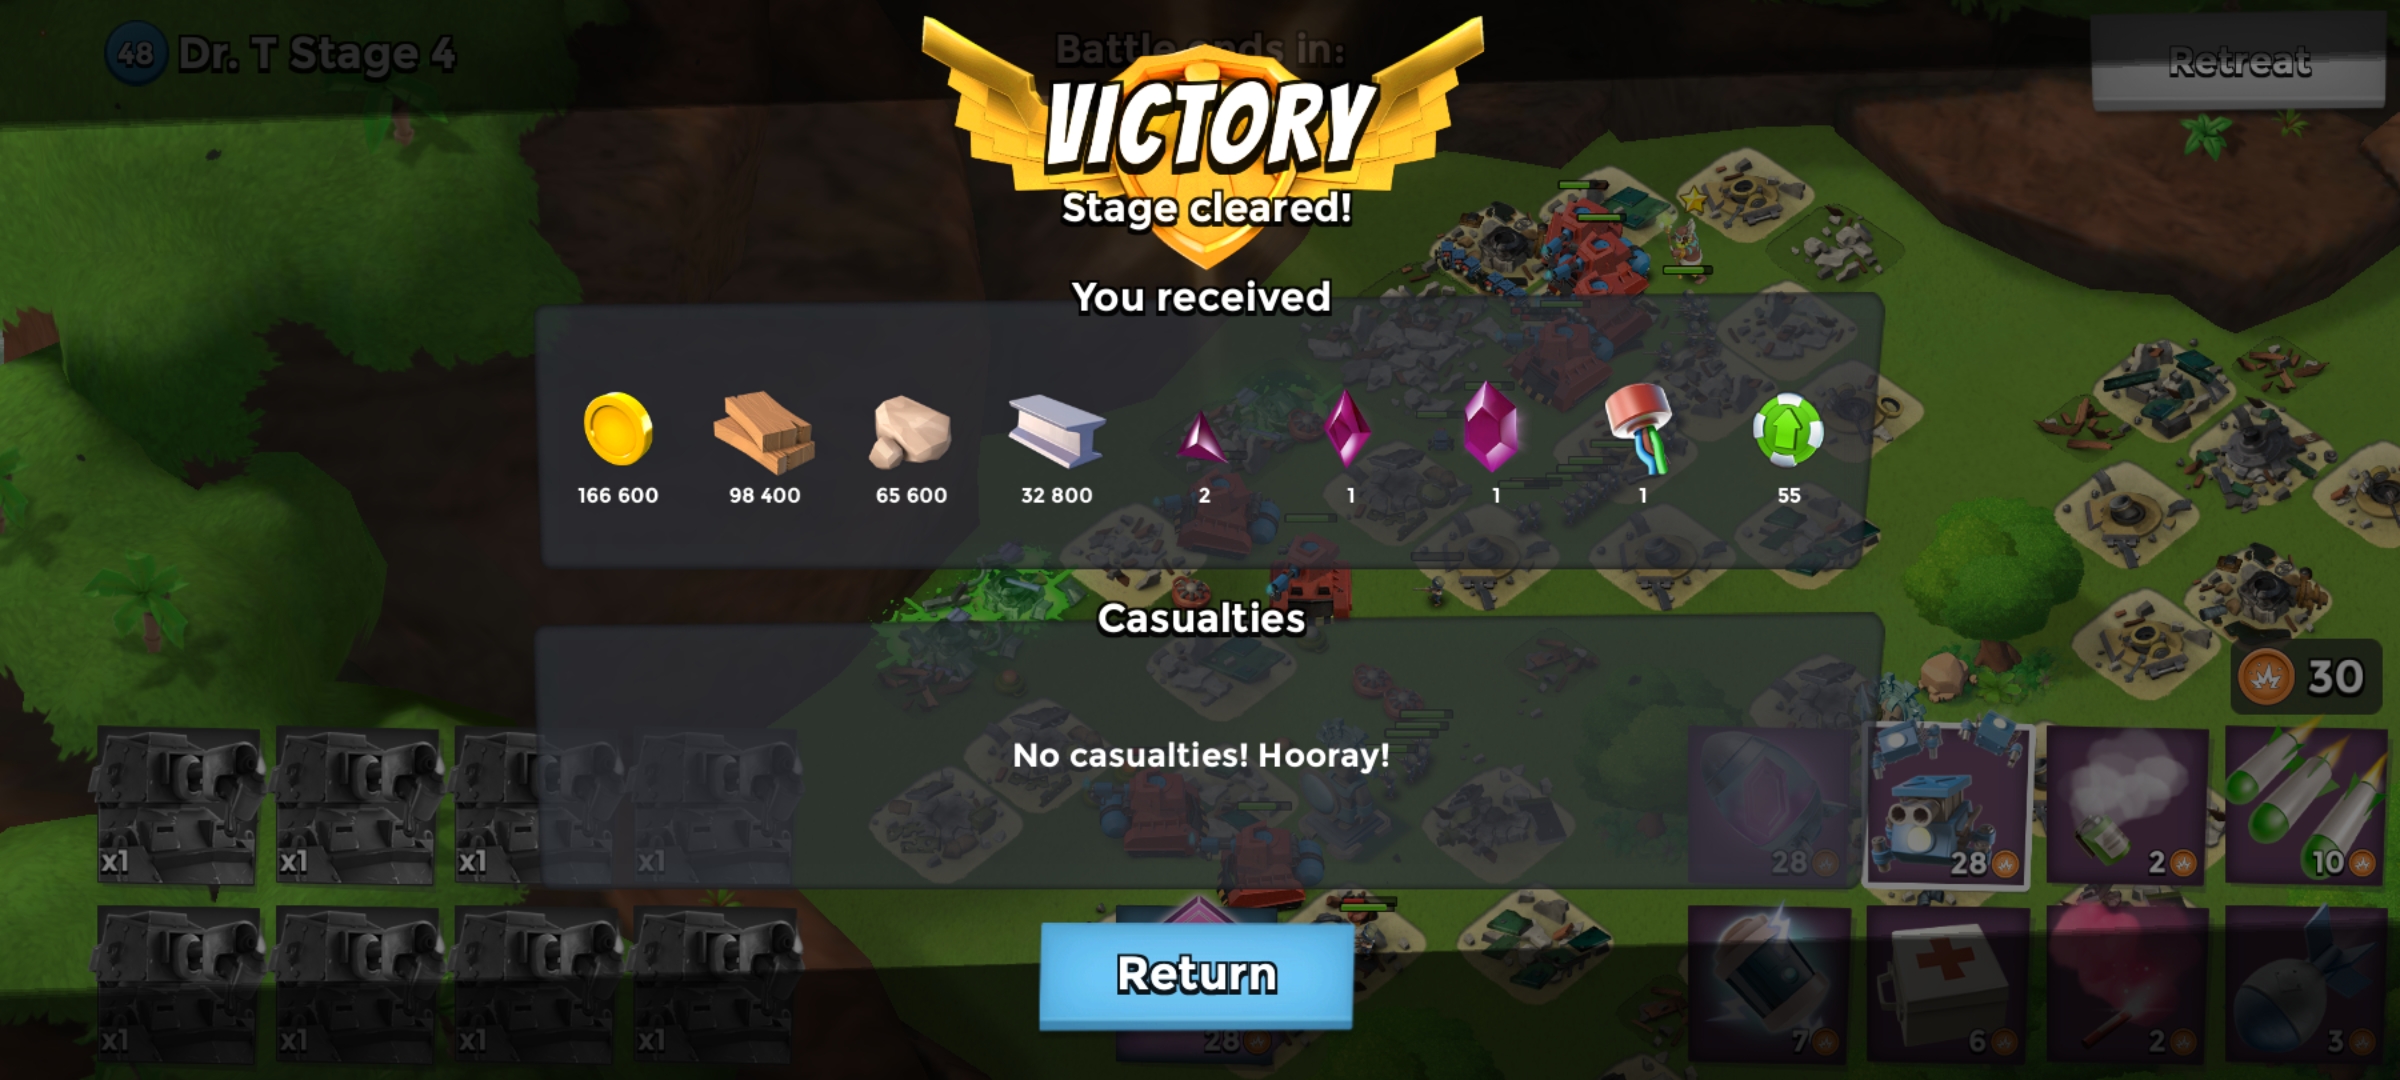 48 Dr. T Stage 4
Battle ends in:
Retreat
VICTORY
Stage cleared!
You received
166 600
98 400
65 600
32 800
2
1
1
1
55
Casualties
No casualties! Hooray!
30
x1
x1
x1
x1
28
28
2
10
x1
x1
x1
x1
Return
28
7
6
2
3